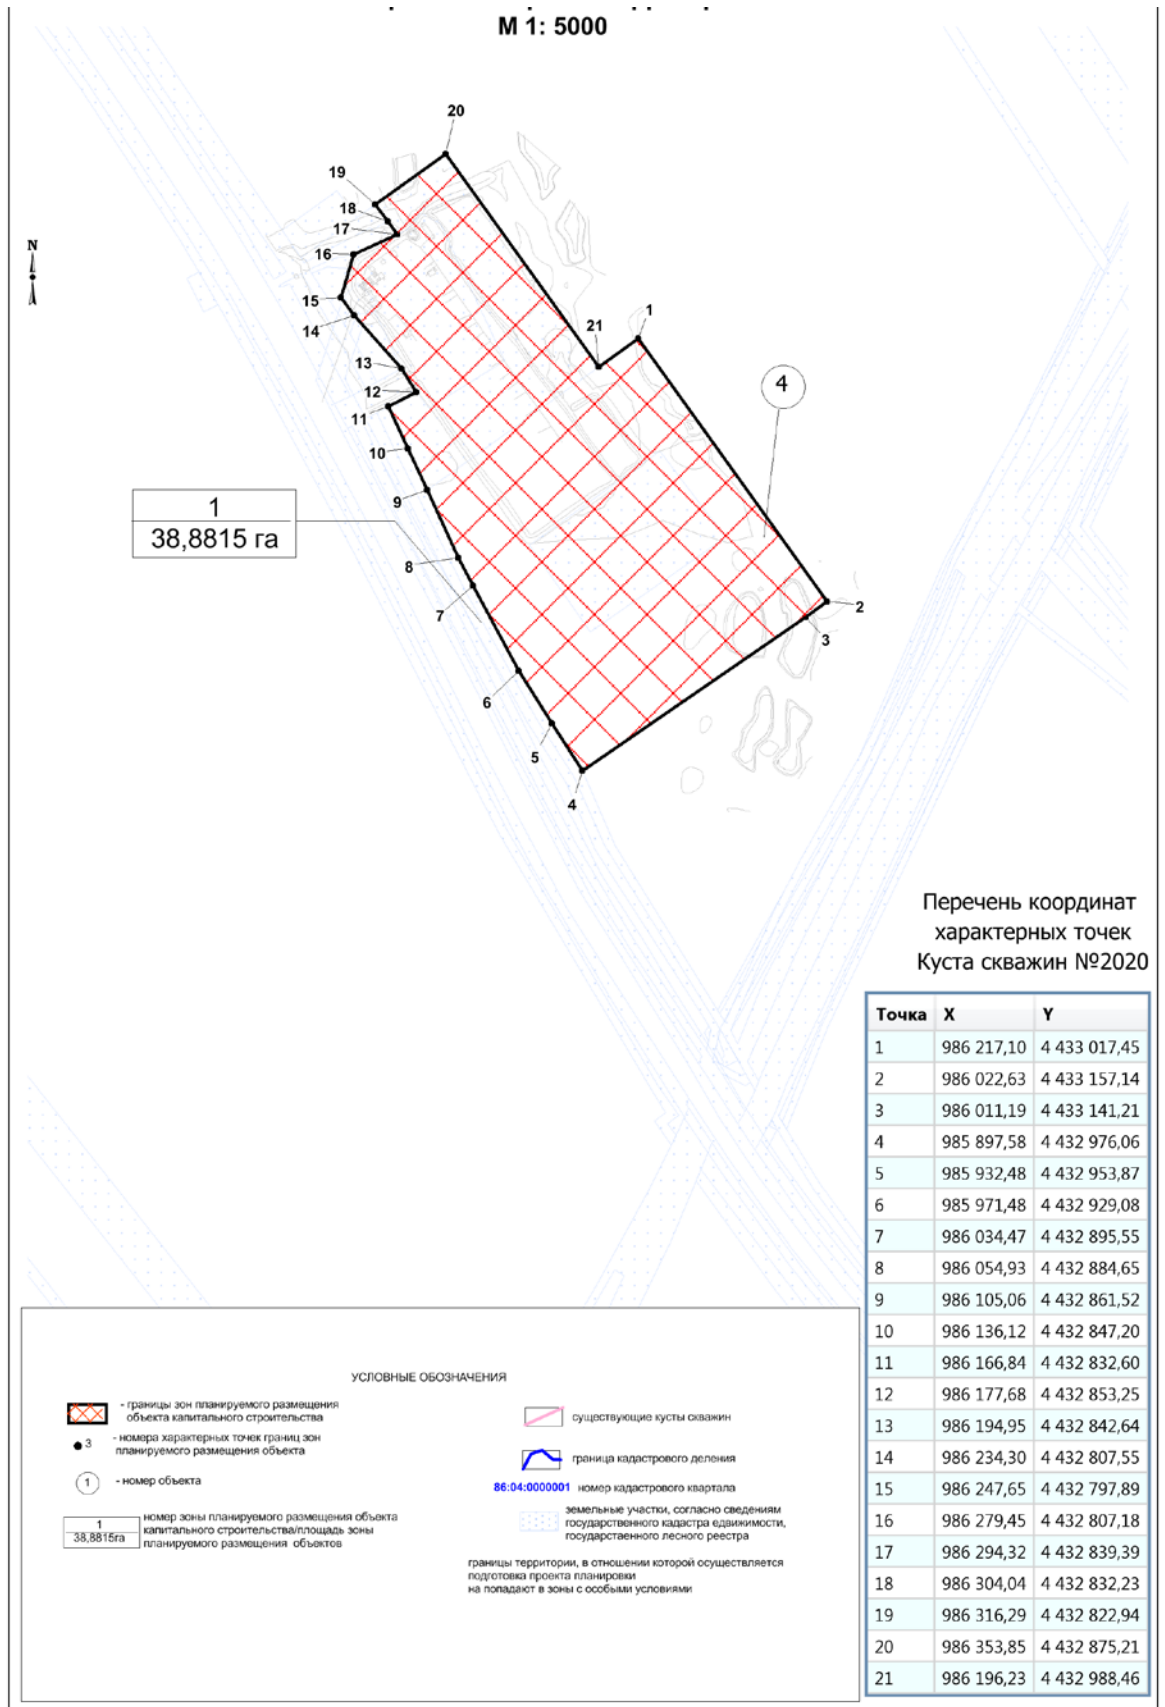 М 1: 5000
20
19
18
17
16
15
14
13
12
11
10
9
8
7
6
5
4
3
2
1
21
4
N
1
38,8815 га
Перечень координат
характерных точек
Куста скважин №2020
Точка X Y
1 986 217,10 4 433 017,45
2 986 022,63 4 433 157,14
3 986 011,19 4 433 141,21
4 985 897,58 4 432 976,06
5 985 932,48 4 432 953,87
6 985 971,48 4 432 929,08
7 986 034,47 4 432 895,55
8 986 054,93 4 432 884,65
9 986 105,06 4 432 861,52
10 986 136,12 4 432 847,20
11 986 166,84 4 432 832,60
12 986 177,68 4 432 853,25
13 986 194,95 4 432 842,64
14 986 234,30 4 432 807,55
15 986 247,65 4 432 797,89
16 986 279,45 4 432 807,18
17 986 294,32 4 432 839,39
18 986 304,04 4 432 832,23
19 986 316,29 4 432 822,94
20 986 353,85 4 432 875,21
21 986 196,23 4 432 988,46
УСЛОВНЫЕ ОБОЗНАЧЕНИЯ
- границы зон планируемого размещения
объекта капитального строительства
3 - номера характерных точек границ зон
планируемого размещения объекта
1 - номер объекта
1
38,8815га
номер зоны планируемого размещения объекта
капитального строительства/площадь зоны
планируемого размещения объектов
существующие кусты скважин
граница кадастрового деления
86:04:0000001 номер кадастрового квартала
земельные участки, согласно сведениям
государственного кадастра едвижимости,
государстаенного лесного реестра
границы территории, в отношении которой осуществляется
подготовка проекта планировки
на попадают в зоны с особыми условиями